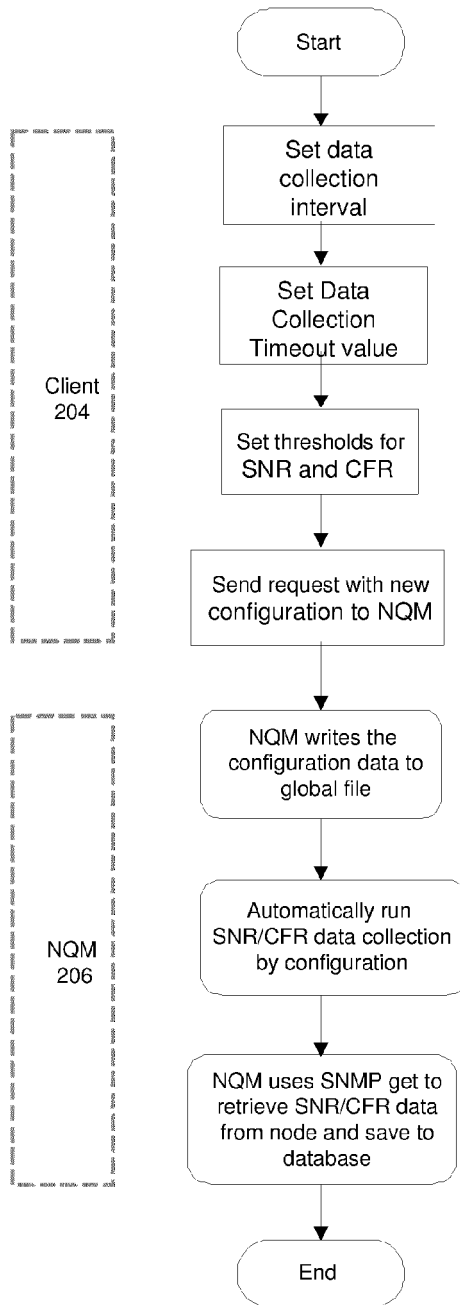 Start
Set data
collection
interval
Set Data
Collection
Timeout value
Client
204
Set thresholds for
SNR and CFR
Send request with new
configuration to NQM
NQM writes the
configuration data to
global file
Automatically run
SNR/CFR data collection
by configuration
NQM
206
NQM uses SNMP get to
retrieve SNR/CFR data
from node and save to
database
End